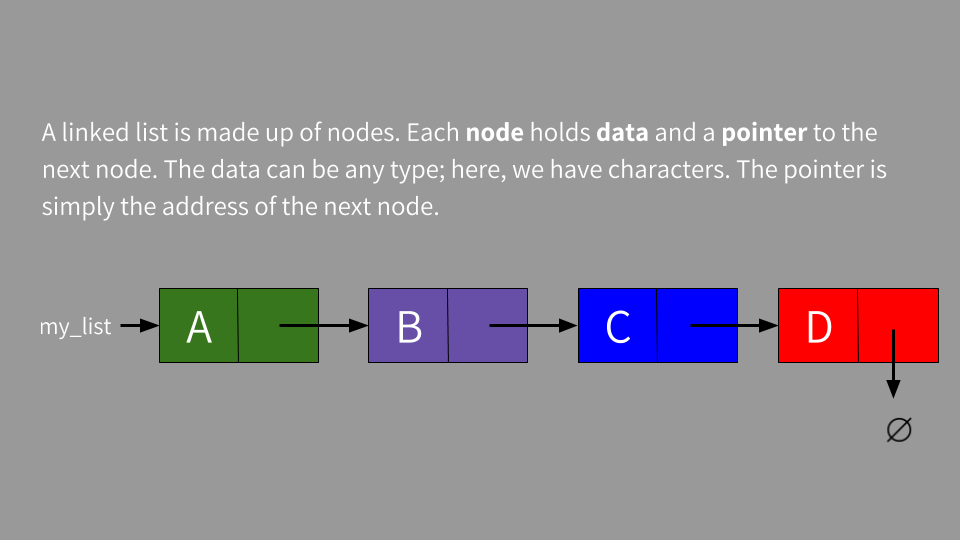 A linked list is made up of nodes. Each node holds data and a pointer to the
next node. The data can be any type; here, we have characters. The pointer is
simply the address of the next node.
my_list A B C D
∅